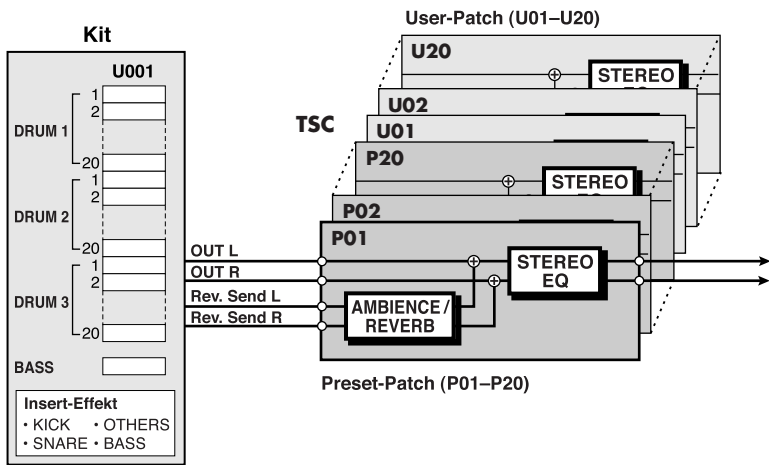 User-Patch (U01–U20)
Kit
U001
DRUM 1
1
2
20
DRUM 2
1
2
20
DRUM 3
1
2
20
BASS
Insert-Effekt
• KICK • OTHERS
• SNARE • BASS
OUT L
OUT R
Rev. Send L
Rev. Send R
TSC
U20
STEREO
U02
U01
P20
STEREO
P02
P01
STEREO
EQ
AMBIENCE /
REVERB
Preset-Patch (P01–P20)